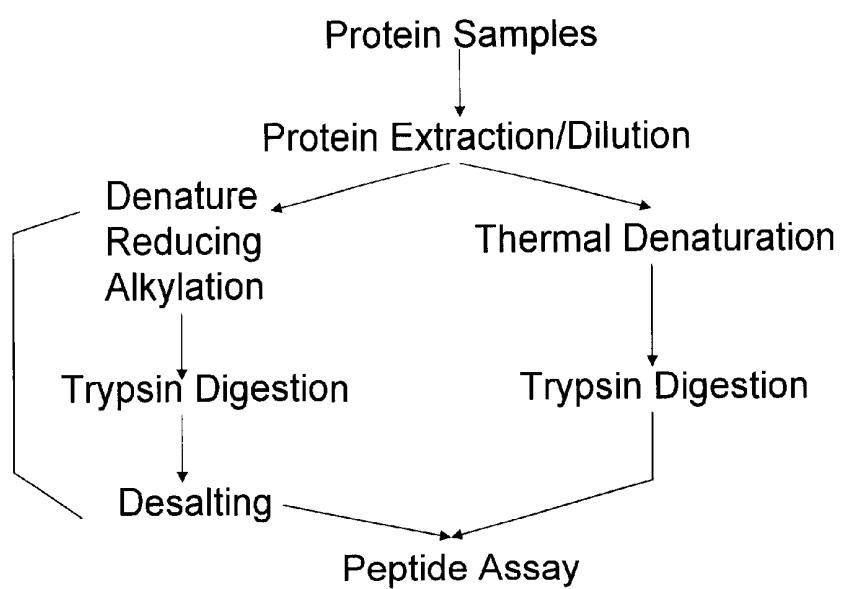 Protein Samples
Protein Extraction/Dilution
Denature
Reducing
Alkylation
Thermal Denaturation
Trypsin Digestion
Trypsin Digestion
Desalting
Peptide Assay